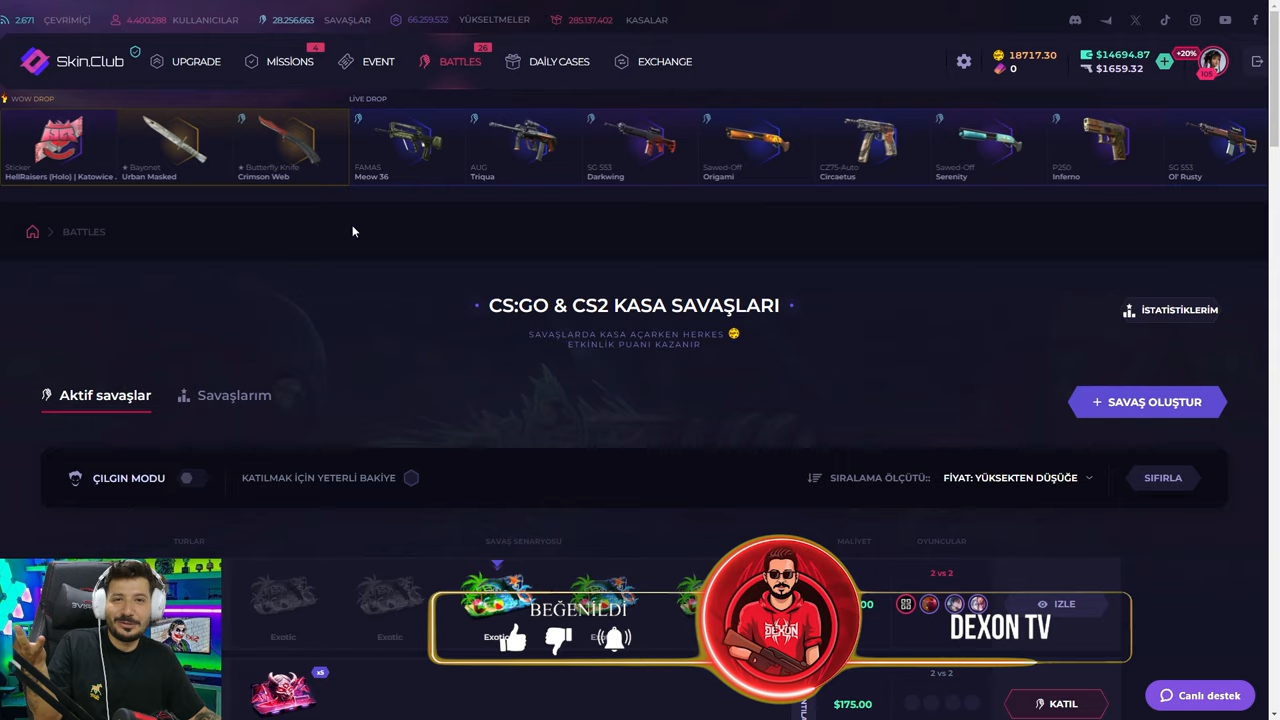 2.671 ÇEVRİMİÇİ 4.400.288 KULLANICILAR 28.256.663 SAVAŞLAR 66.259.532 YÜKSELTMELER 285.137.402 KASALAR
Skin.Club UPGRADE MISSIONS 4 EVENT BATTLES 26 DAILY CASES EXCHANGE
18717.30
0
$14694.87
$1659.32
+20%
105
WOW DROP LİVE DROP
Sticker
HellRaisers (Holo) | Katowice .
★ Bayonet
Urban Masked
★ Butterfly Knife
Crimson Web
FAMAS
Meow 36
AUG
Triqua
SG 553
Darkwing
Sawed-Off
Origami
CZ75-Auto
Circaetus
Sawed-Off
Serenity
P250
Inferno
SG 553
Ol' Rusty
BATTLES
CS:GO & CS2 KASA SAVAŞLARI
SAVAŞLARDA KASA AÇARKEN HERKES
ETKİNLİK PUANI KAZANIR
İSTATİSTİKLERİM
Aktif savaşlar Savaşlarım
+ SAVAŞ OLUŞTUR
ÇILGIN MODU KATILMAK İÇİN YETERLİ BAKİYE
SIRALAMA ÖLÇÜTÜ:: FİYAT: YÜKSEKTEN DÜŞÜĞE SIFIRLA
TURLAR SAVAŞ SENARYOSU MALİYET OYUNCULAR
2 vs 2
İZLE
Exotic Exotic
BEĞENİLDİ
DEXON
DEXON TV
x5
2 vs 2
$175.00
KATIL
Canlı destek